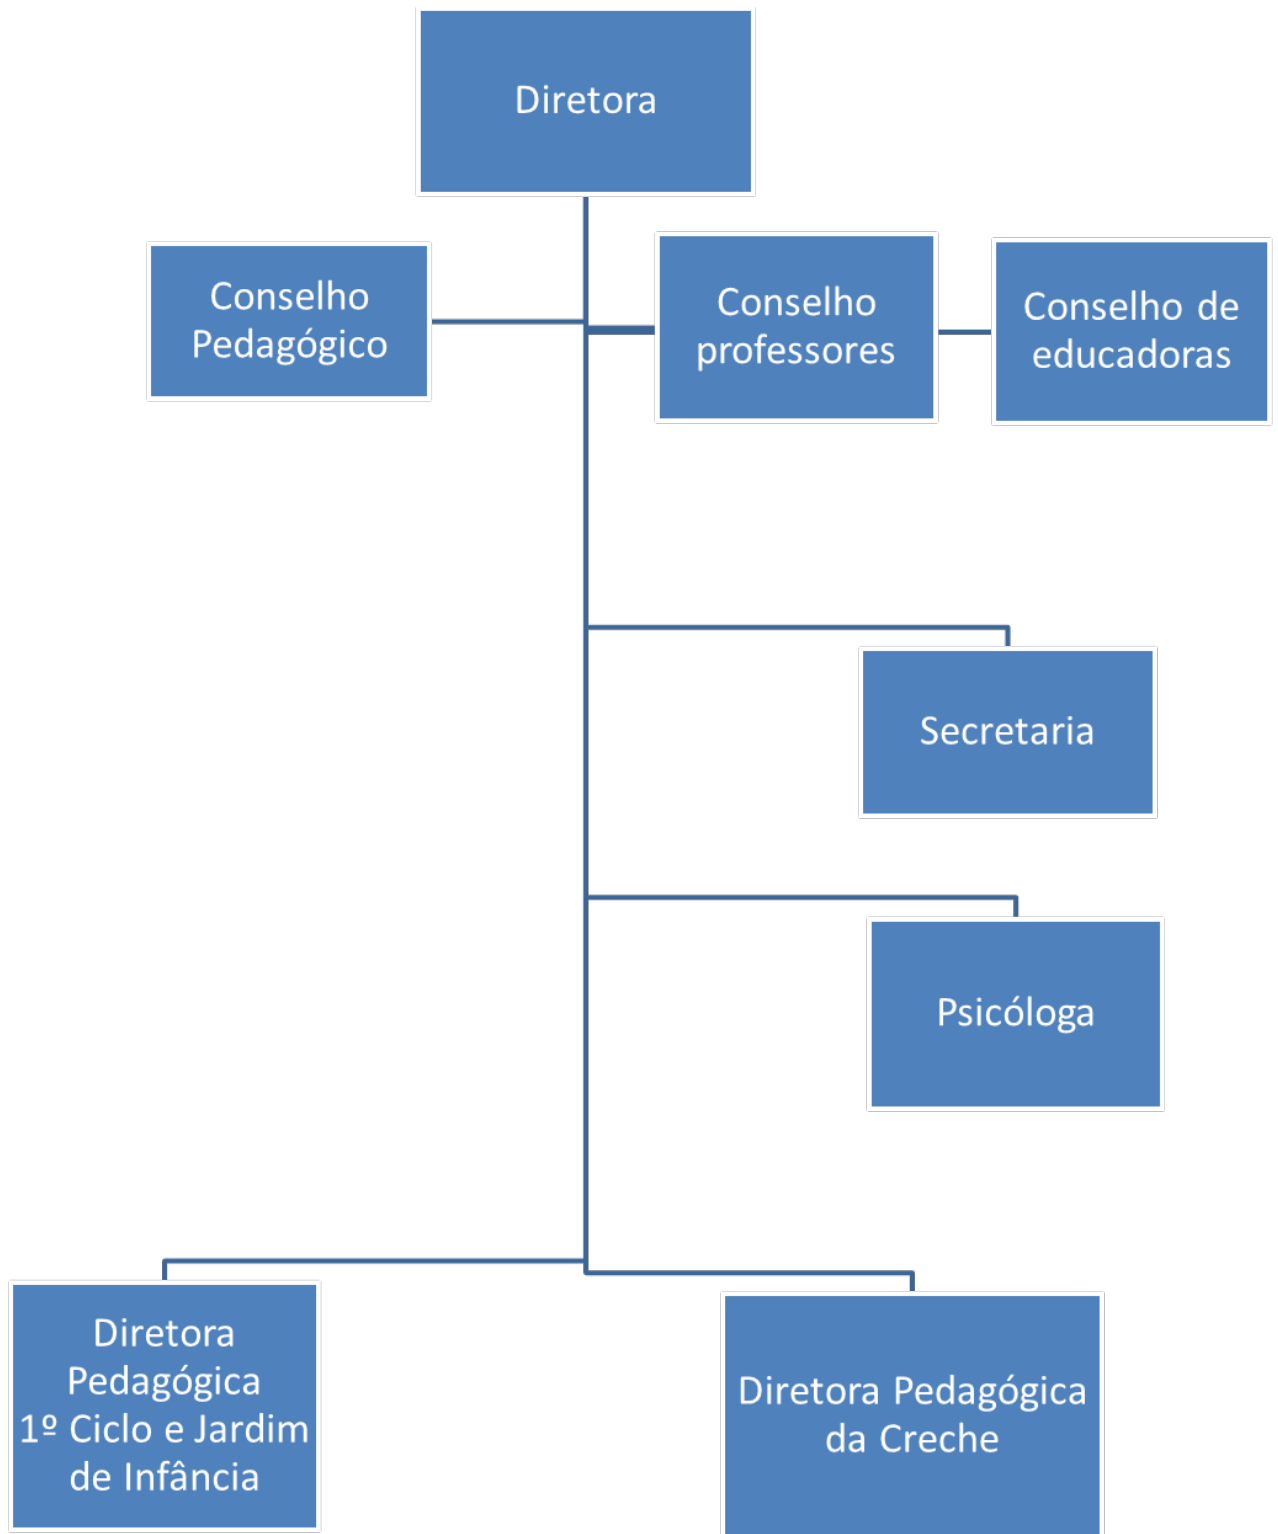 Diretora
Conselho
Pedagógico
Conselho
professores
Conselho de
educadoras
Secretaria
Psicóloga
Diretora
Pedagógica
1º Ciclo e Jardim
de Infância
Diretora Pedagógica
da Creche